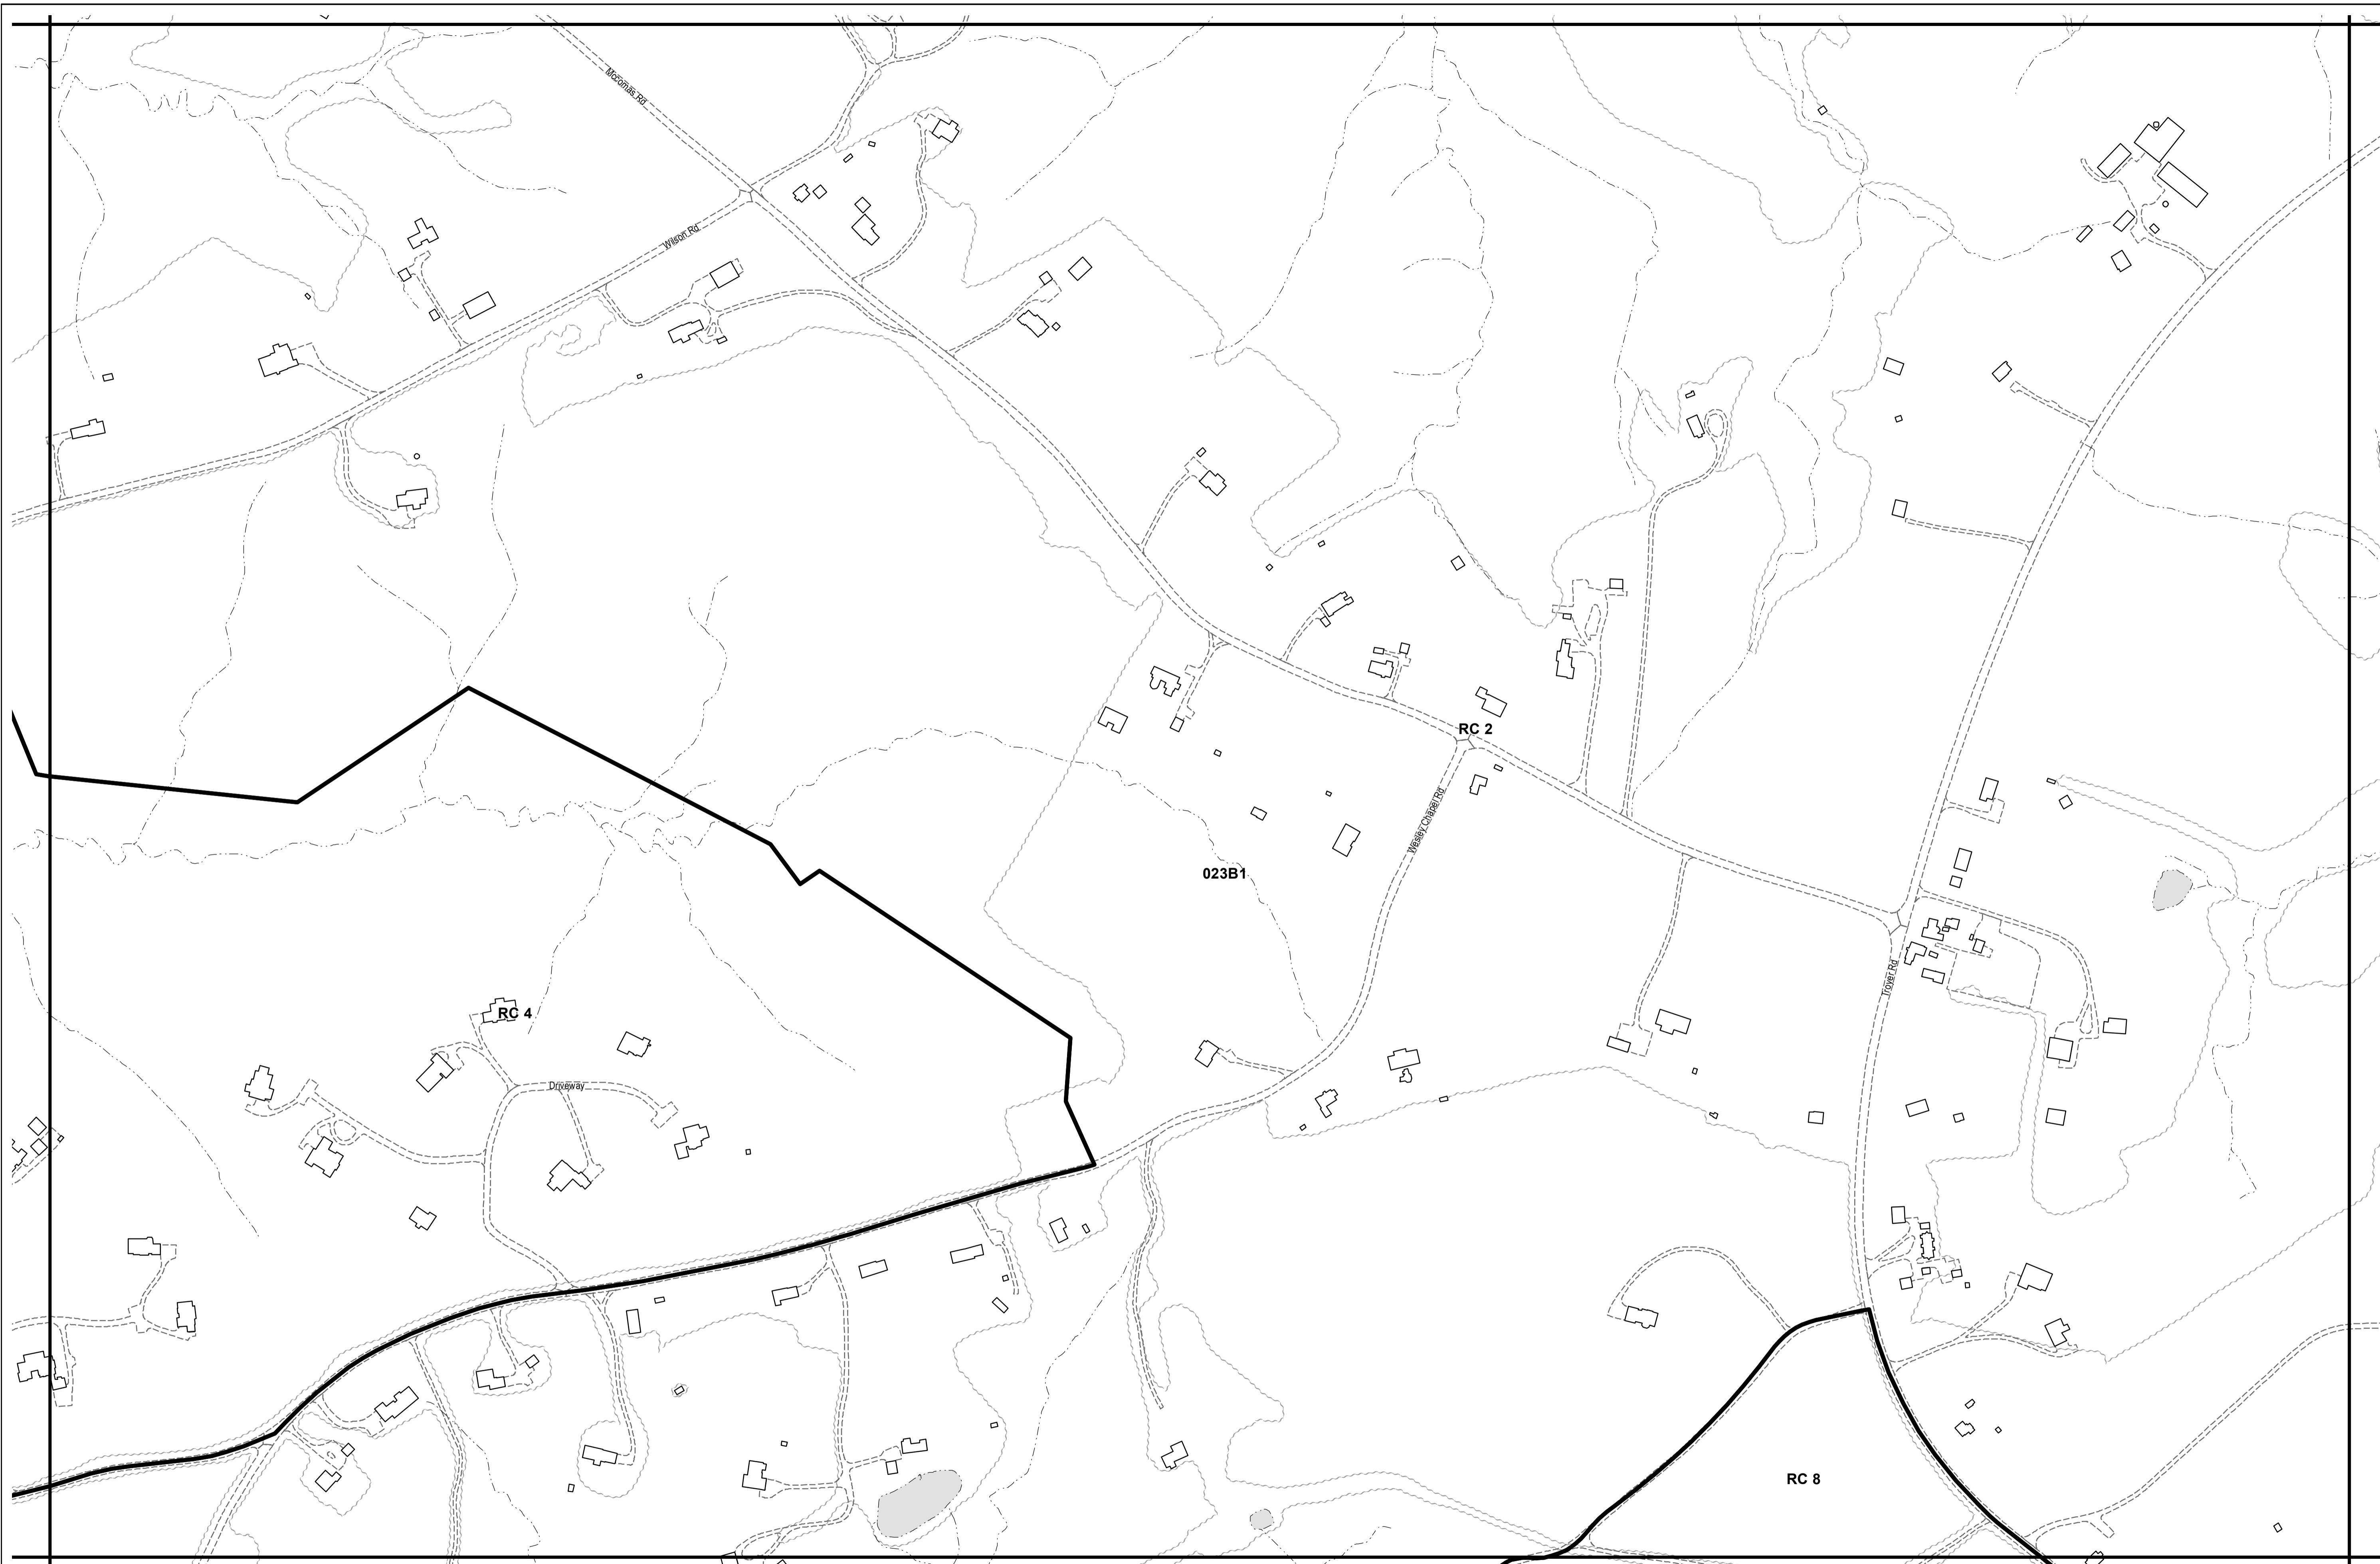 Mccomas Rd
Wilson Rd
RC 2
Wesley Chapel Rd
023B1
Troyer Rd
RC 4
Driveway
RC 8